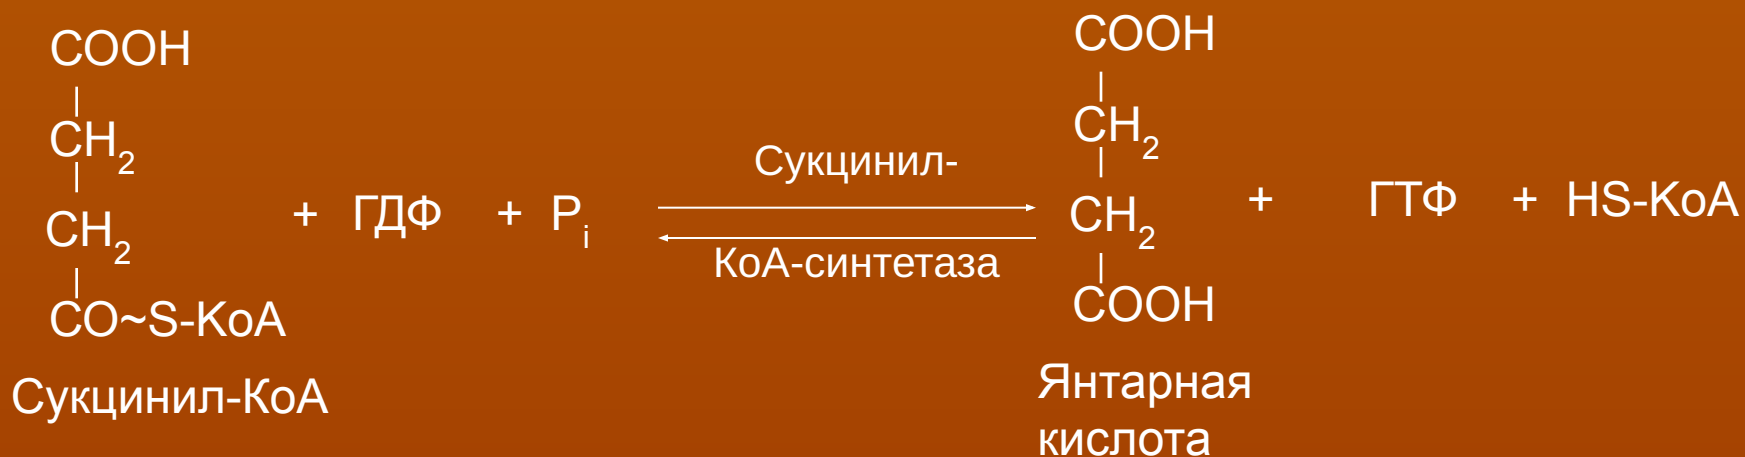 COOH
|
CH2
|
CH2
|
CO~S-KoA
Сукцинил-КоА
+ ГДФ + Pi
Сукцинил-
КоА-синтетаза
COOH
|
CH2
|
CH2
|
COOH
Янтарная
кислота
+ ГТФ + HS-KoA